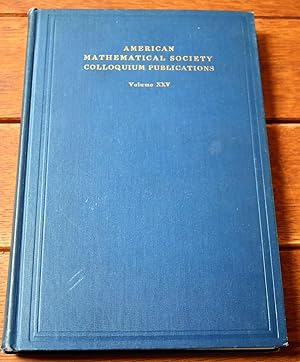 AMERICAN
MATHEMATICAL SOCIETY
COLLOQUIUM PUBLICATIONS
Volume XXV